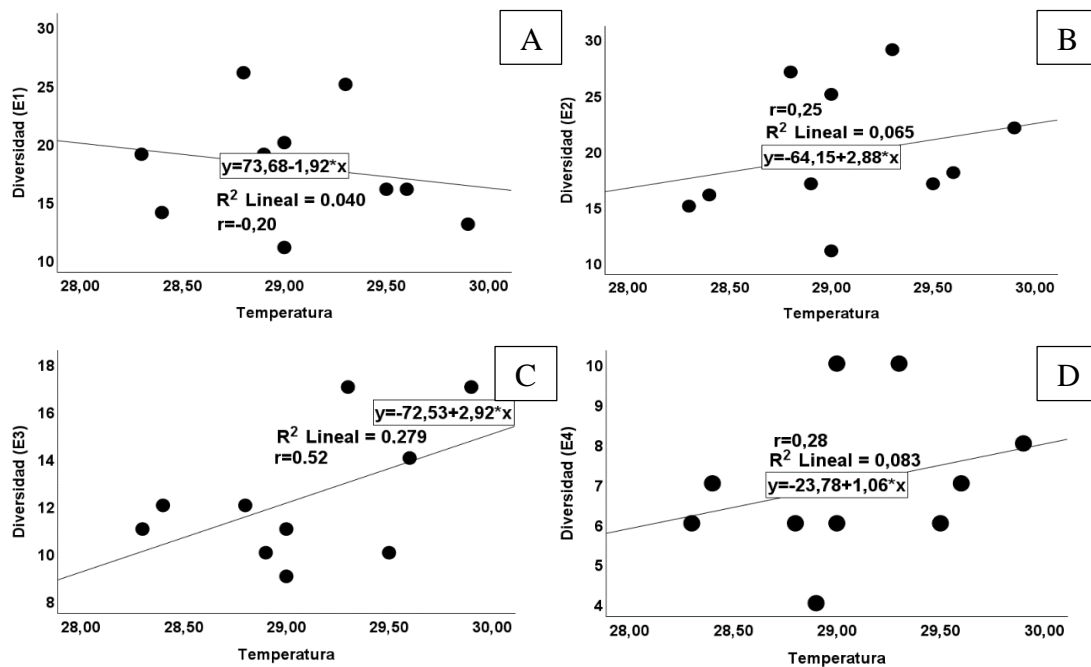 A
30
25
20
15
10
Diversidad (E1)
y=73,68-1,92*x
R² Lineal = 0.040
r=-0,20
28,00 28,50 29,00 29,50 30,00
Temperatura
B
30
25
20
15
10
Diversidad (E2)
r=0,25
R² Lineal = 0,065
y=-64,15+2,88*x
28,00 28,50 29,00 29,50 30,00
Temperatura
C
18
16
14
12
10
8
Diversidad (E3)
y=-72,53+2,92*x
R² Lineal = 0.279
r=0.52
28,00 28,50 29,00 29,50 30,00
Temperatura
D
10
9
8
7
6
5
4
Diversidad (E4)
r=0,28
R² Lineal = 0,083
y=-23,78+1,06*x
28,00 28,50 29,00 29,50 30,00
Temperatura